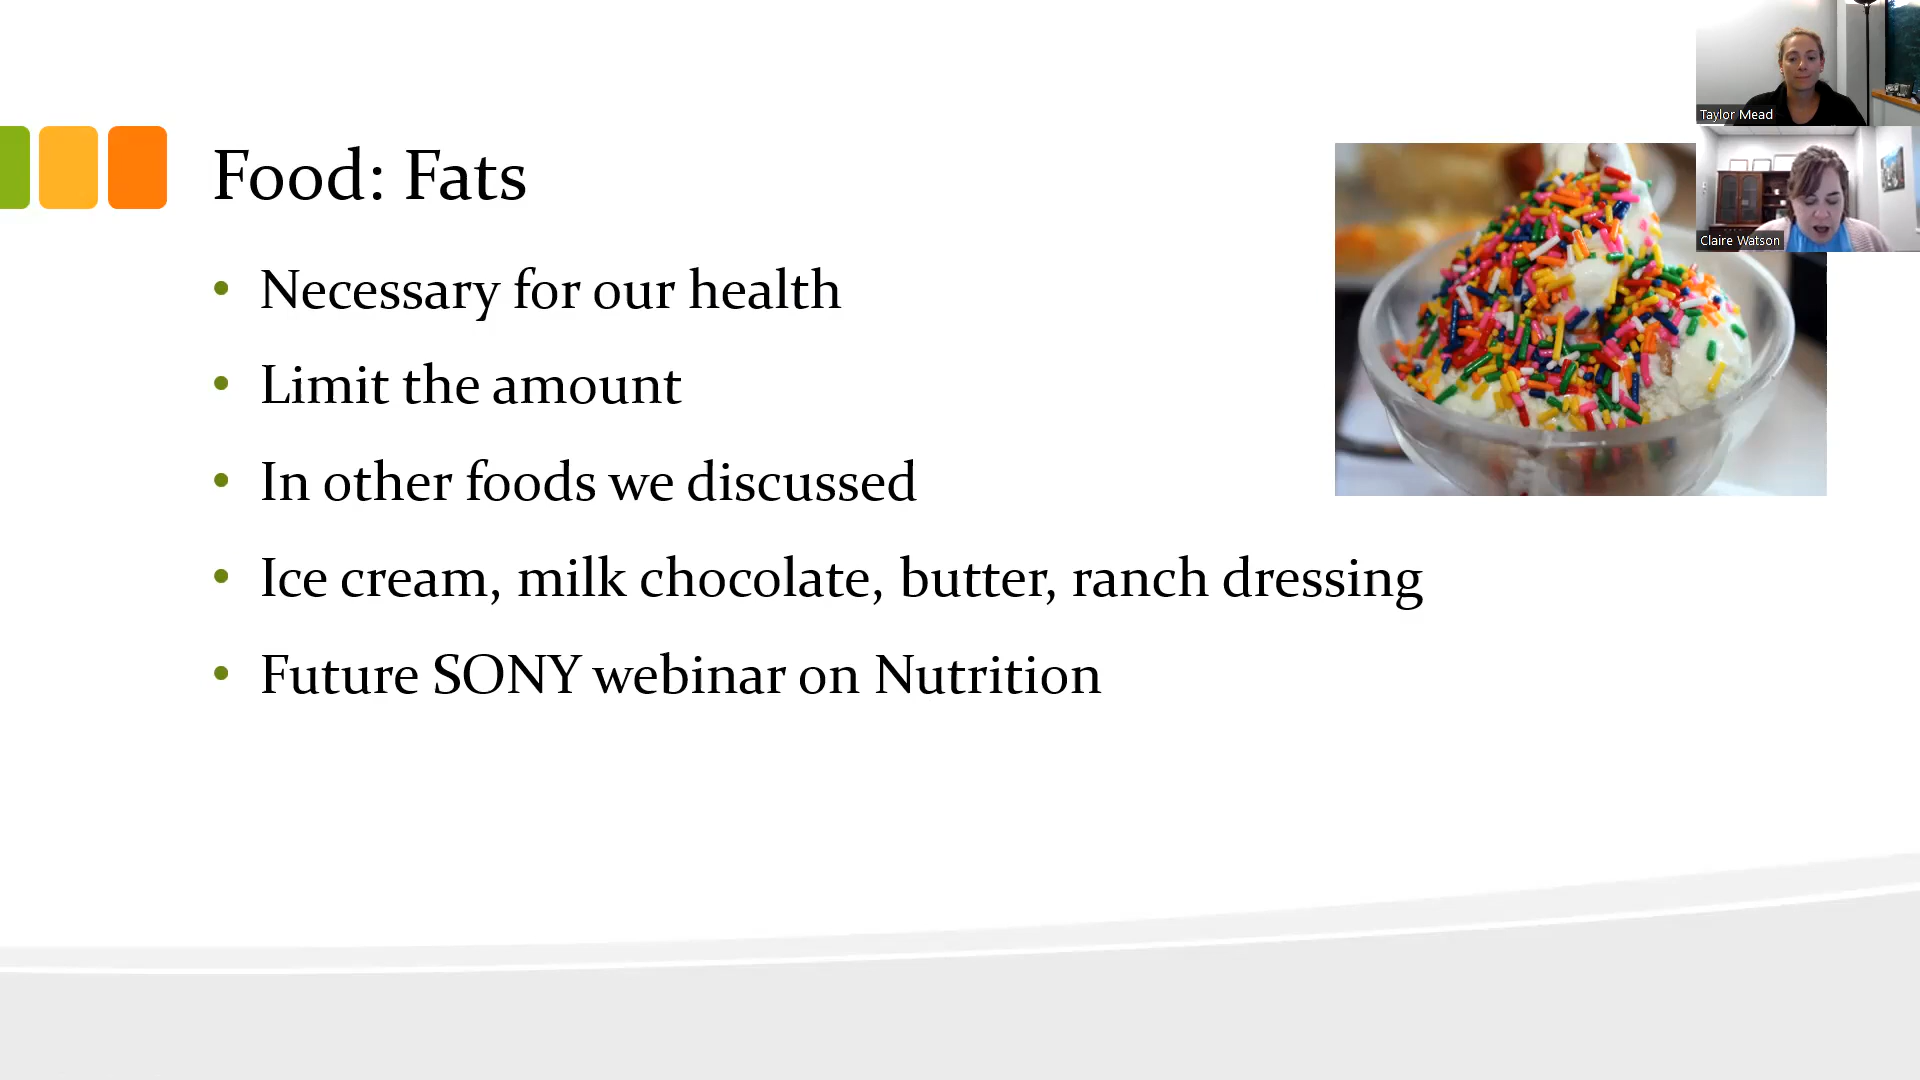 Taylor Mead
Claire Watson
Food: Fats
• Necessary for our health
• Limit the amount
• In other foods we discussed
• Ice cream, milk chocolate, butter, ranch dressing
• Future SONY webinar on Nutrition